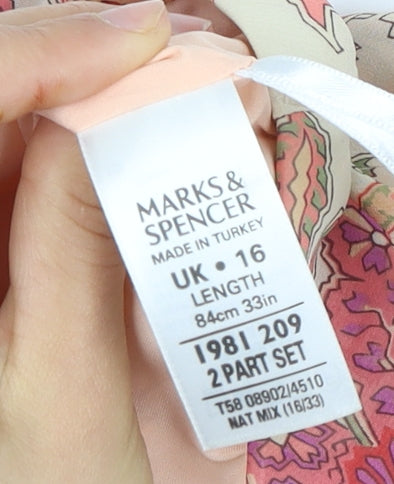 MARKS &
SPENCER
MADE IN TURKEY
UK • 16
LENGTH
84cm 33in
1981 209
2 PART SET
T58 08902/4510
NAT MIX (16/33)